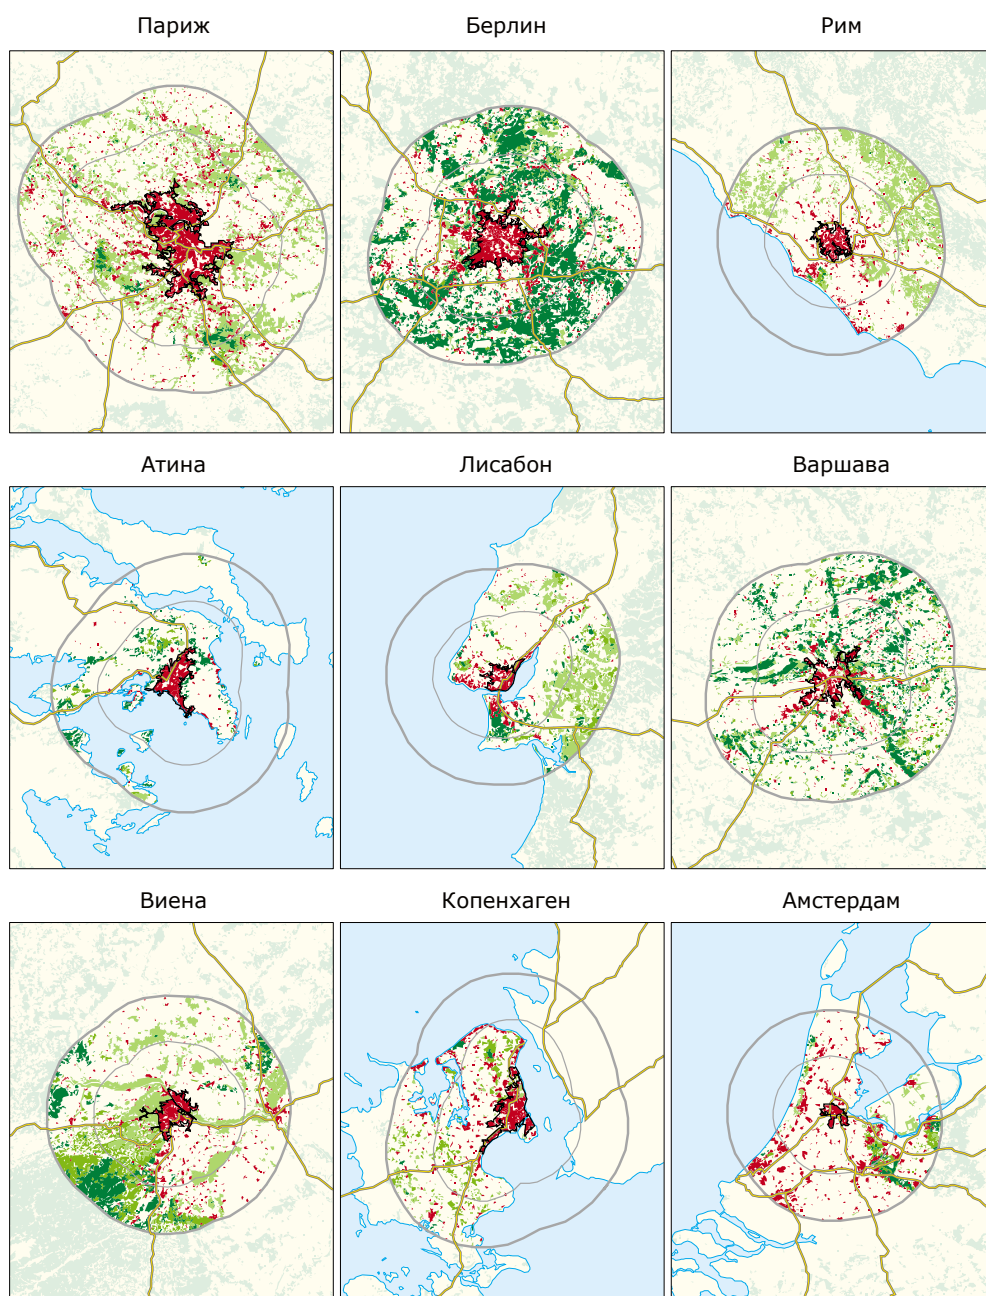 Париж
Берлин
Рим
Атина
Лисабон
Варшава
Виена
Копенхаген
Амстердам